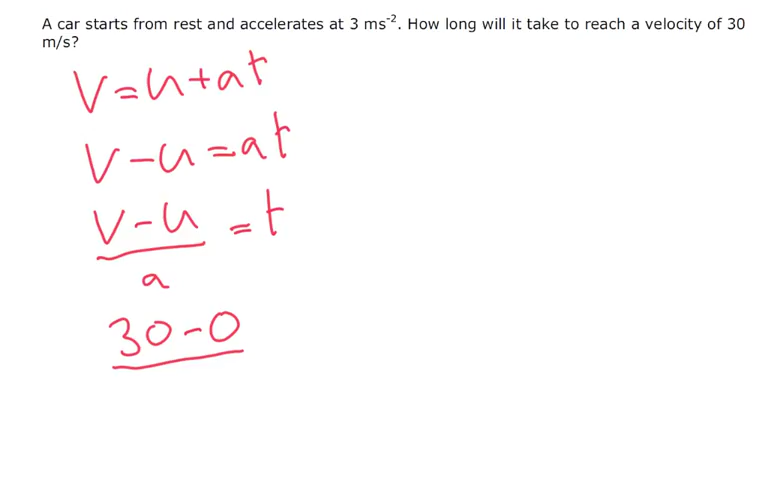 A car starts from rest and accelerates at 3 ms⁻². How long will it take to reach a velocity of 30
m/s?
V = u + at
V - u = at
V - u = t
a
30 - 0